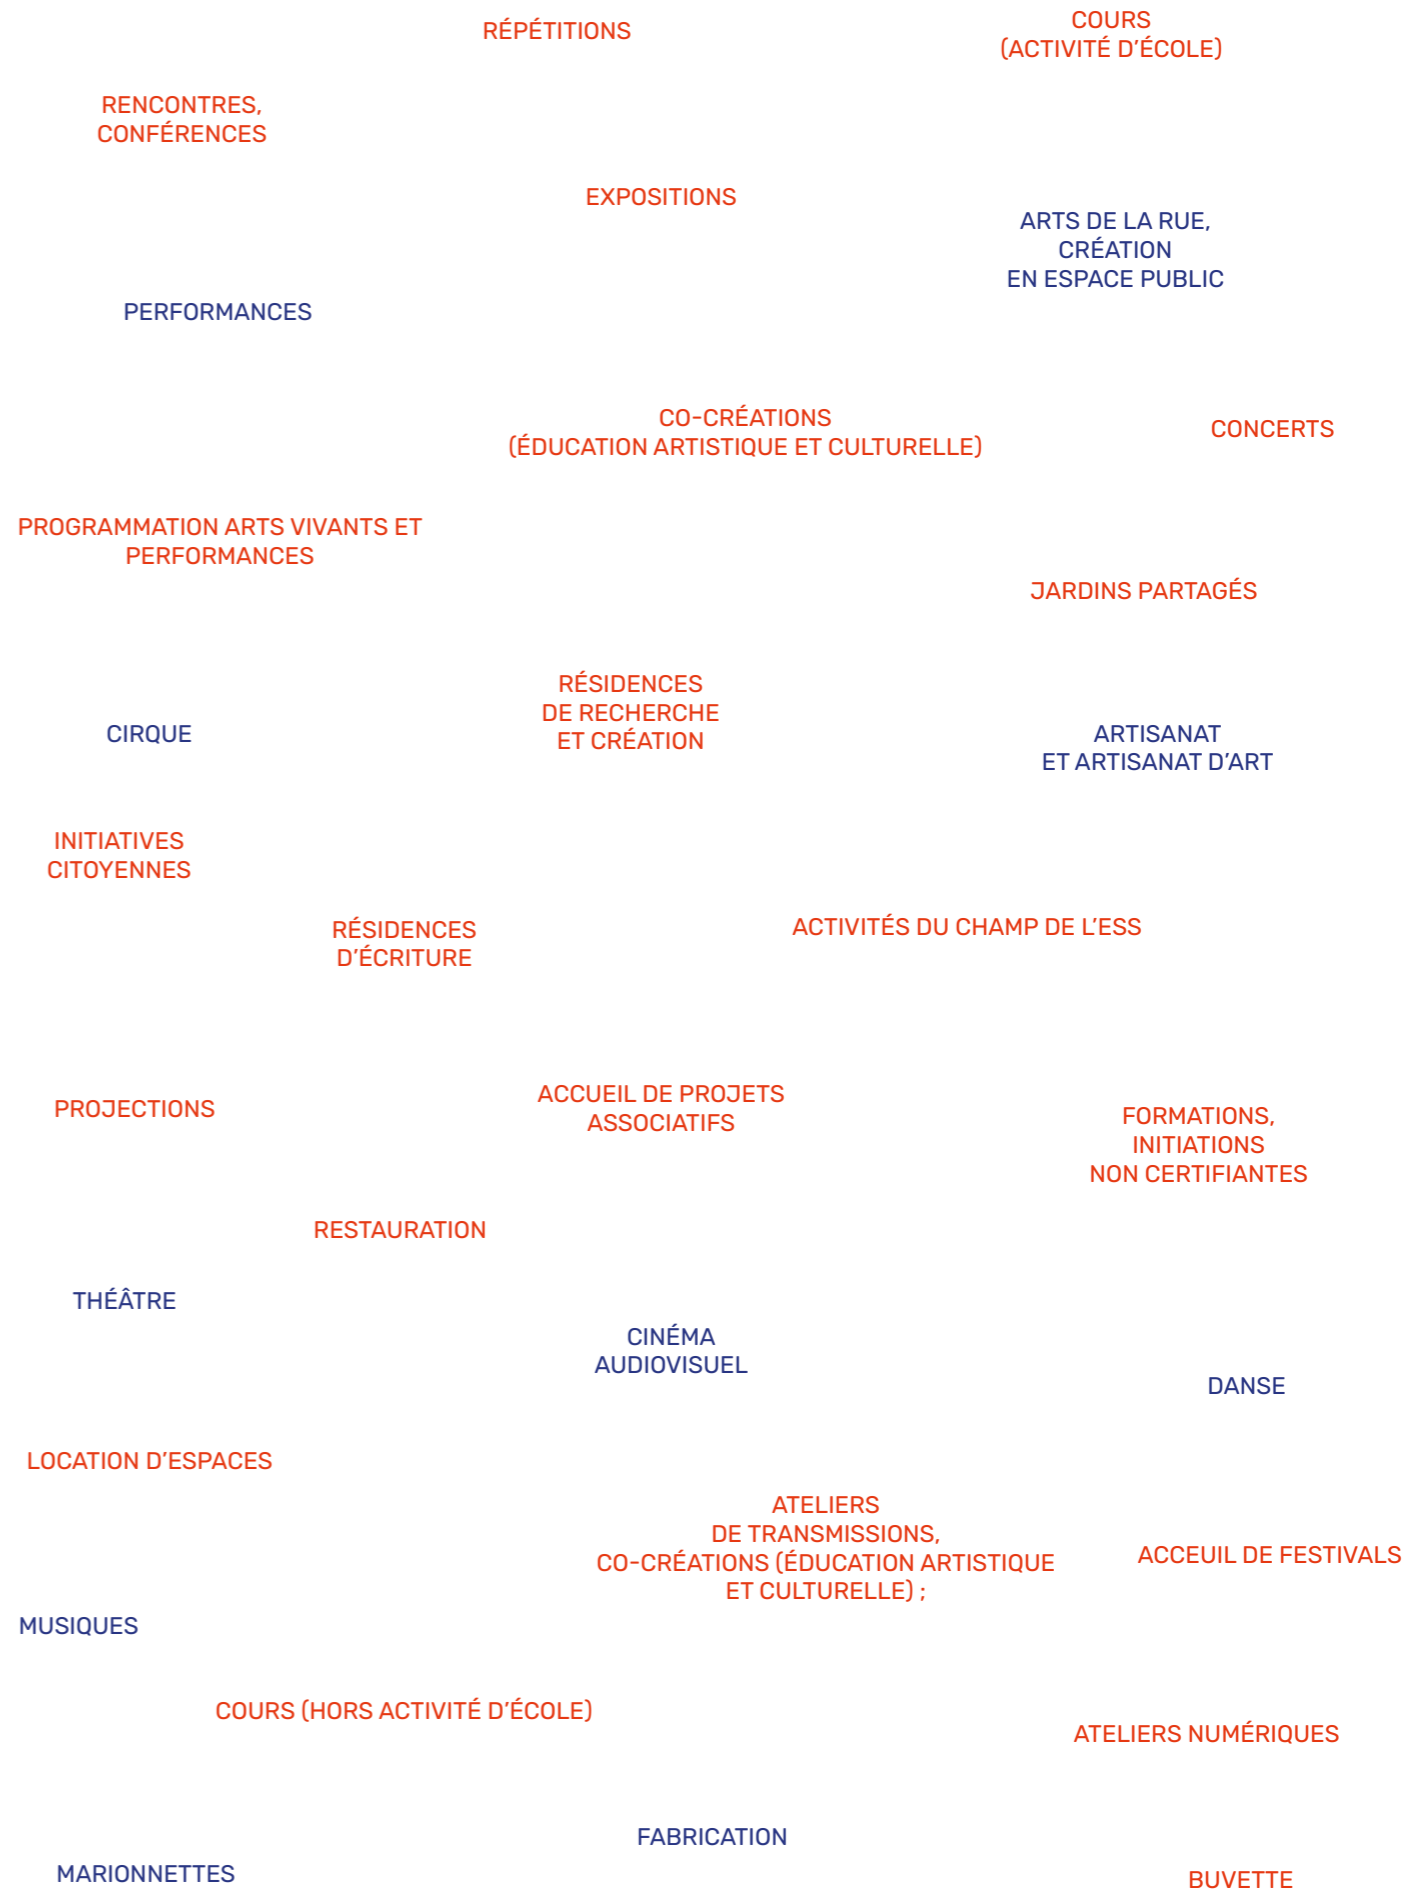 RÉPÉTITIONS
COURS
(ACTIVITÉ D'ÉCOLE)
RENCONTRES,
CONFÉRENCES
EXPOSITIONS
ARTS DE LA RUE,
CRÉATION
EN ESPACE PUBLIC
PERFORMANCES
CO-CRÉATIONS
(ÉDUCATION ARTISTIQUE ET CULTURELLE)
CONCERTS
PROGRAMMATION ARTS VIVANTS ET
PERFORMANCES
JARDINS PARTAGÉS
RÉSIDENCES
DE RECHERCHE
ET CRÉATION
CIRQUE
ARTISANAT
ET ARTISANAT D'ART
INITIATIVES
CITOYENNES
RÉSIDENCES
D'ÉCRITURE
ACTIVITÉS DU CHAMP DE L'ESS
PROJECTIONS
ACCUEIL DE PROJETS
ASSOCIATIFS
FORMATIONS,
INITIATIONS
NON CERTIFIANTES
RESTAURATION
THÉÂTRE
CINÉMA
AUDIOVISUEL
DANSE
LOCATION D'ESPACES
ATELIERS
DE TRANSMISSIONS,
CO-CRÉATIONS (ÉDUCATION ARTISTIQUE
ET CULTURELLE) ;
ACCEUIL DE FESTIVALS
MUSIQUES
COURS (HORS ACTIVITÉ D'ÉCOLE)
ATELIERS NUMÉRIQUES
FABRICATION
MARIONNETTES
BUVETTE